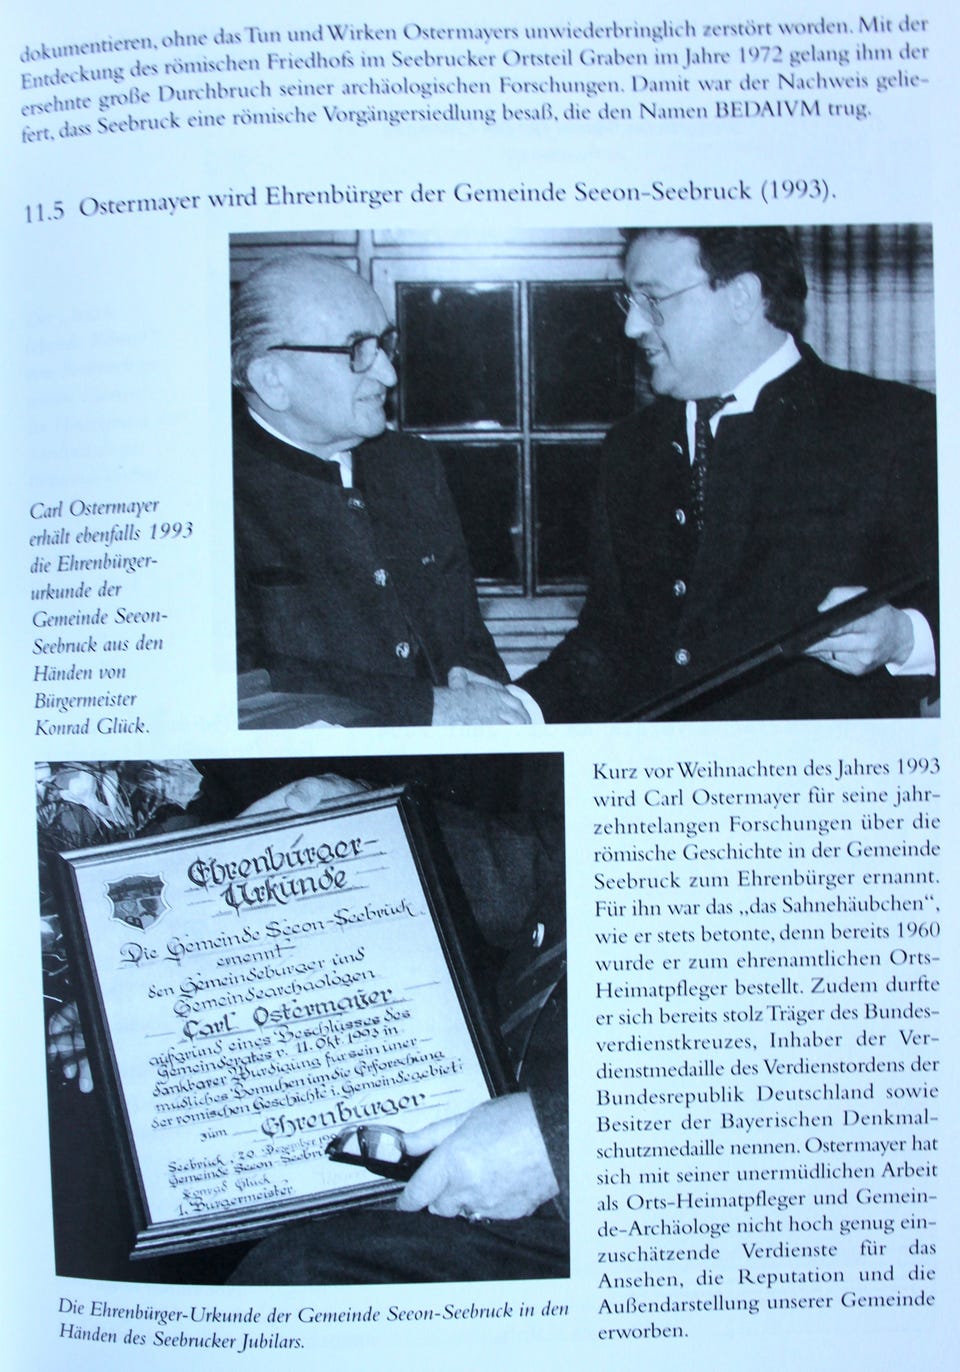 dokumentieren, ohne das Tun und Wirken Ostermayers unwiederbringlich zerstört worden. Mit der
Entdeckung des römischen Friedhofs im Seebrucker Ortsteil Graben im Jahre 1972 gelang ihm der
ersehnte große Durchbruch seiner archäologischen Forschungen. Damit war der Nachweis gelie-
fert, dass Seebruck eine römische Vorgängersiedlung besaß, die den Namen BEDAIVM trug.
11.5 Ostermayer wird Ehrenbürger der Gemeinde Seeon-Seebruck (1993).
Carl Ostermayer
erhält ebenfalls 1993
die Ehrenbürger-
urkunde der
Gemeinde Seeon-
Seebruck aus den
Händen von
Bürgermeister
Konrad Glück.
Ehrenbürger-
Urkunde
Die Gemeinde Seeon-Seebruck
ernennt
den Gemeindebürger und
Gemeindearchäologen
Carl Ostermayer
aufgrund eines Beschlusses des
Gemeinderates v. 11. Okt. 1993 in
dankbarer Würdigung für sein uner-
müdliches Bemühen um die Erforschung
der römischen Geschichte i. Gemeindegebiet
zum Ehrenbürger
Seebruck, 20. Dezember
Gemeinde Seeon-Seebru
Konrad Glück
1. Bürgermeister
Kurz vor Weihnachten des Jahres 1993
wird Carl Ostermayer für seine jahr-
zehntelangen Forschungen über die
römische Geschichte in der Gemeinde
Seebruck zum Ehrenbürger ernannt.
Für ihn war das „das Sahnehäubchen“,
wie er stets betonte, denn bereits 1960
wurde er zum ehrenamtlichen Orts-
Heimatpfleger bestellt. Zudem durfte
er sich bereits stolz Träger des Bundes-
verdienstkreuzes, Inhaber der Ver-
dienstmedaille des Verdienstordens der
Bundesrepublik Deutschland sowie
Besitzer der Bayerischen Denkmal-
schutzmedaille nennen. Ostermayer hat
sich mit seiner unermüdlichen Arbeit
als Orts-Heimatpfleger und Gemein-
de-Archäologe nicht hoch genug ein-
zuschätzende Verdienste für das
Ansehen, die Reputation und die
Außendarstellung unserer Gemeinde
erworben.
Die Ehrenbürger-Urkunde der Gemeinde Seeon-Seebruck in den
Händen des Seebrucker Jubilars.